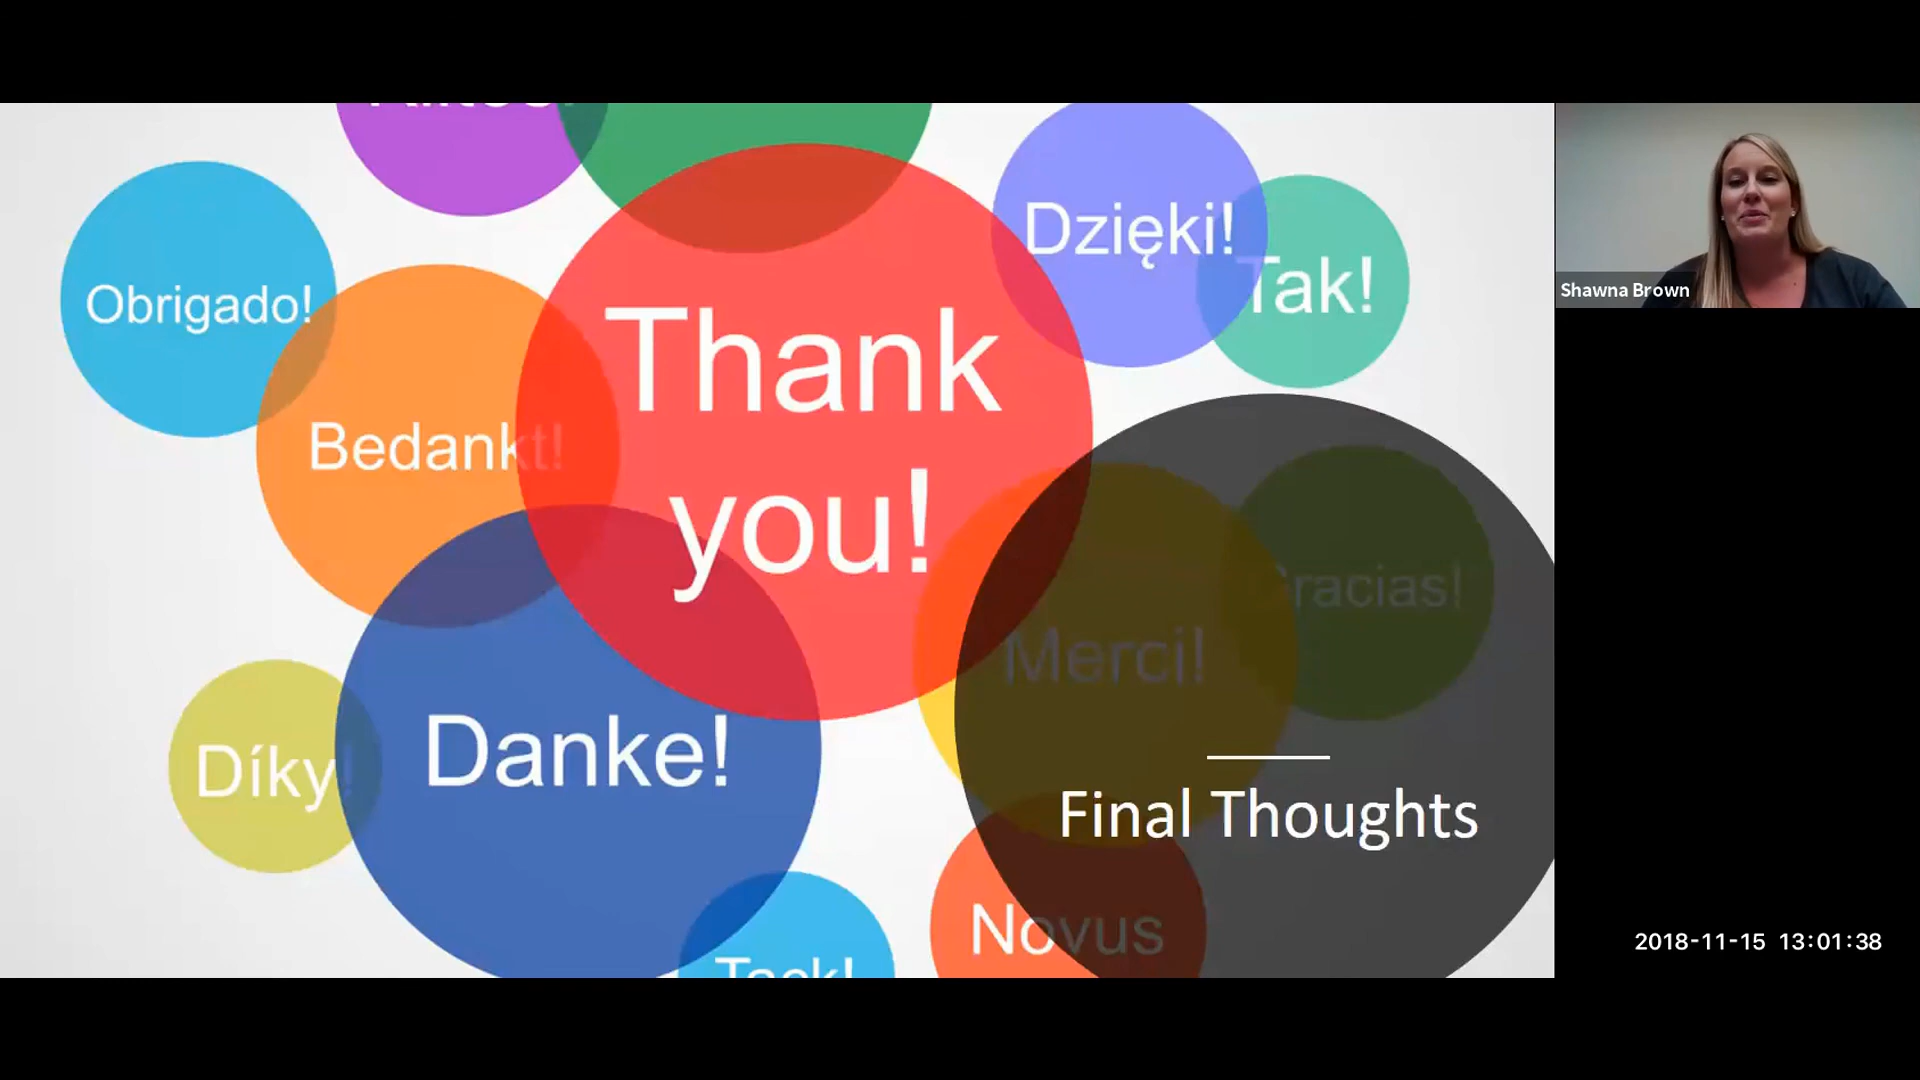 Obrigado!
Bedankt!
Thank
you!
Dzięki!
Tak!
Shawna Brown
Gracias!
Merci!
Díky!
Danke!
Final Thoughts
Novus
Tack!
2018-11-15 13:01:38